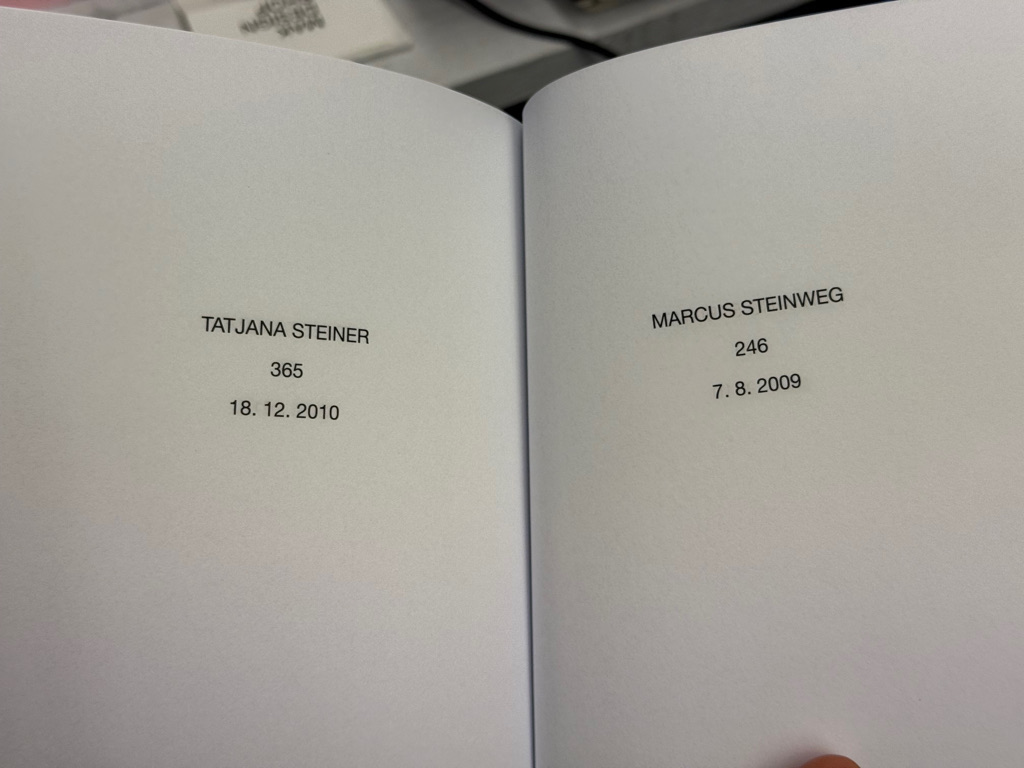 TATJANA STEINER
365
18. 12. 2010
MARCUS STEINWEG
246
7. 8. 2009